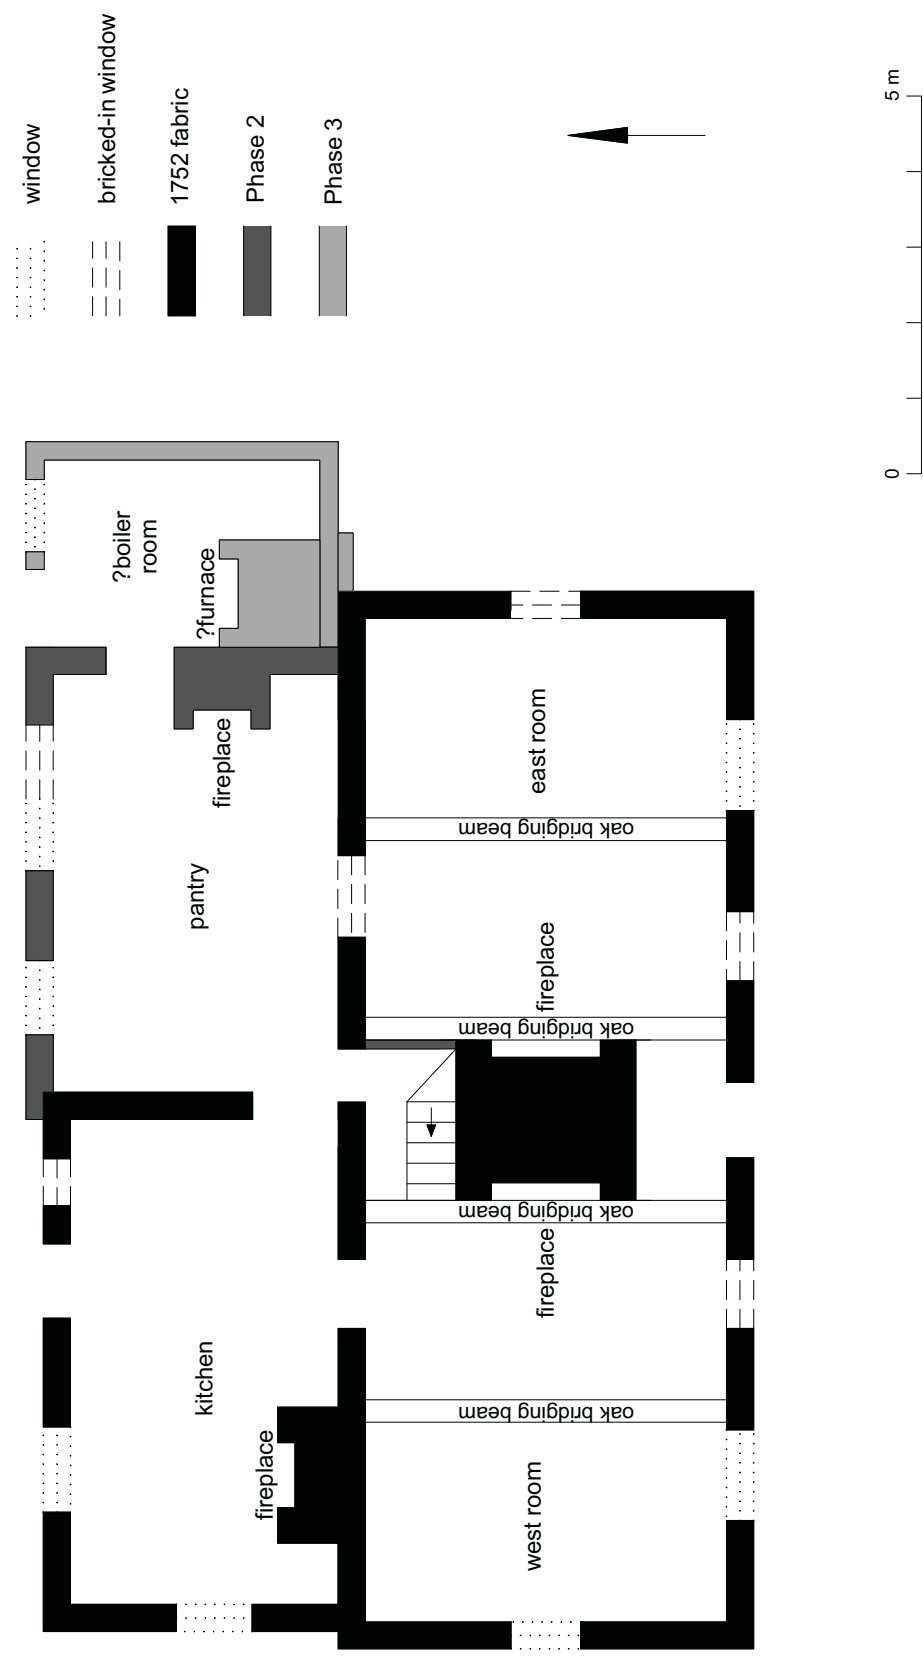 window
bricked-in window
1752 fabric
Phase 2
Phase 3
5 m
0
?boiler
room
?furnace
fireplace
pantry
east room
oak bridging beam
fireplace
oak bridging beam
kitchen
fireplace
oak bridging beam
fireplace
oak bridging beam
west room